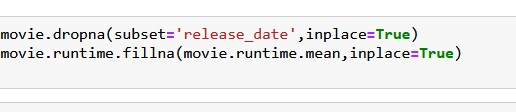 movie.dropna(subset='release_date',inplace=True)
movie.runtime.fillna(movie.runtime.mean,inplace=True)